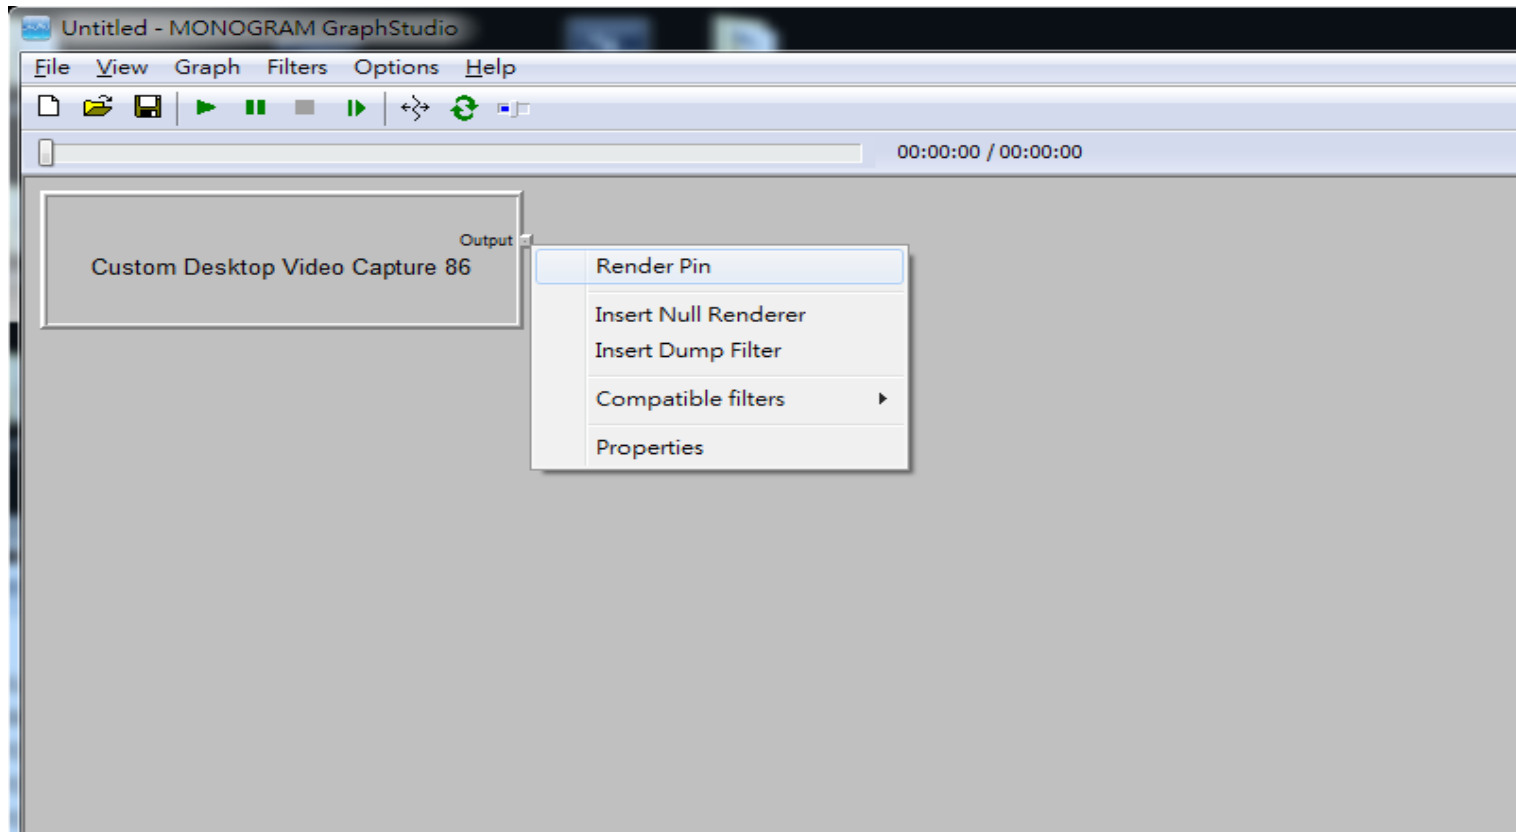 Untitled - MONOGRAM GraphStudio
File View Graph Filters Options Help
00:00:00 / 00:00:00
Output
Custom Desktop Video Capture 86
Render Pin
Insert Null Renderer
Insert Dump Filter
Compatible filters
Properties